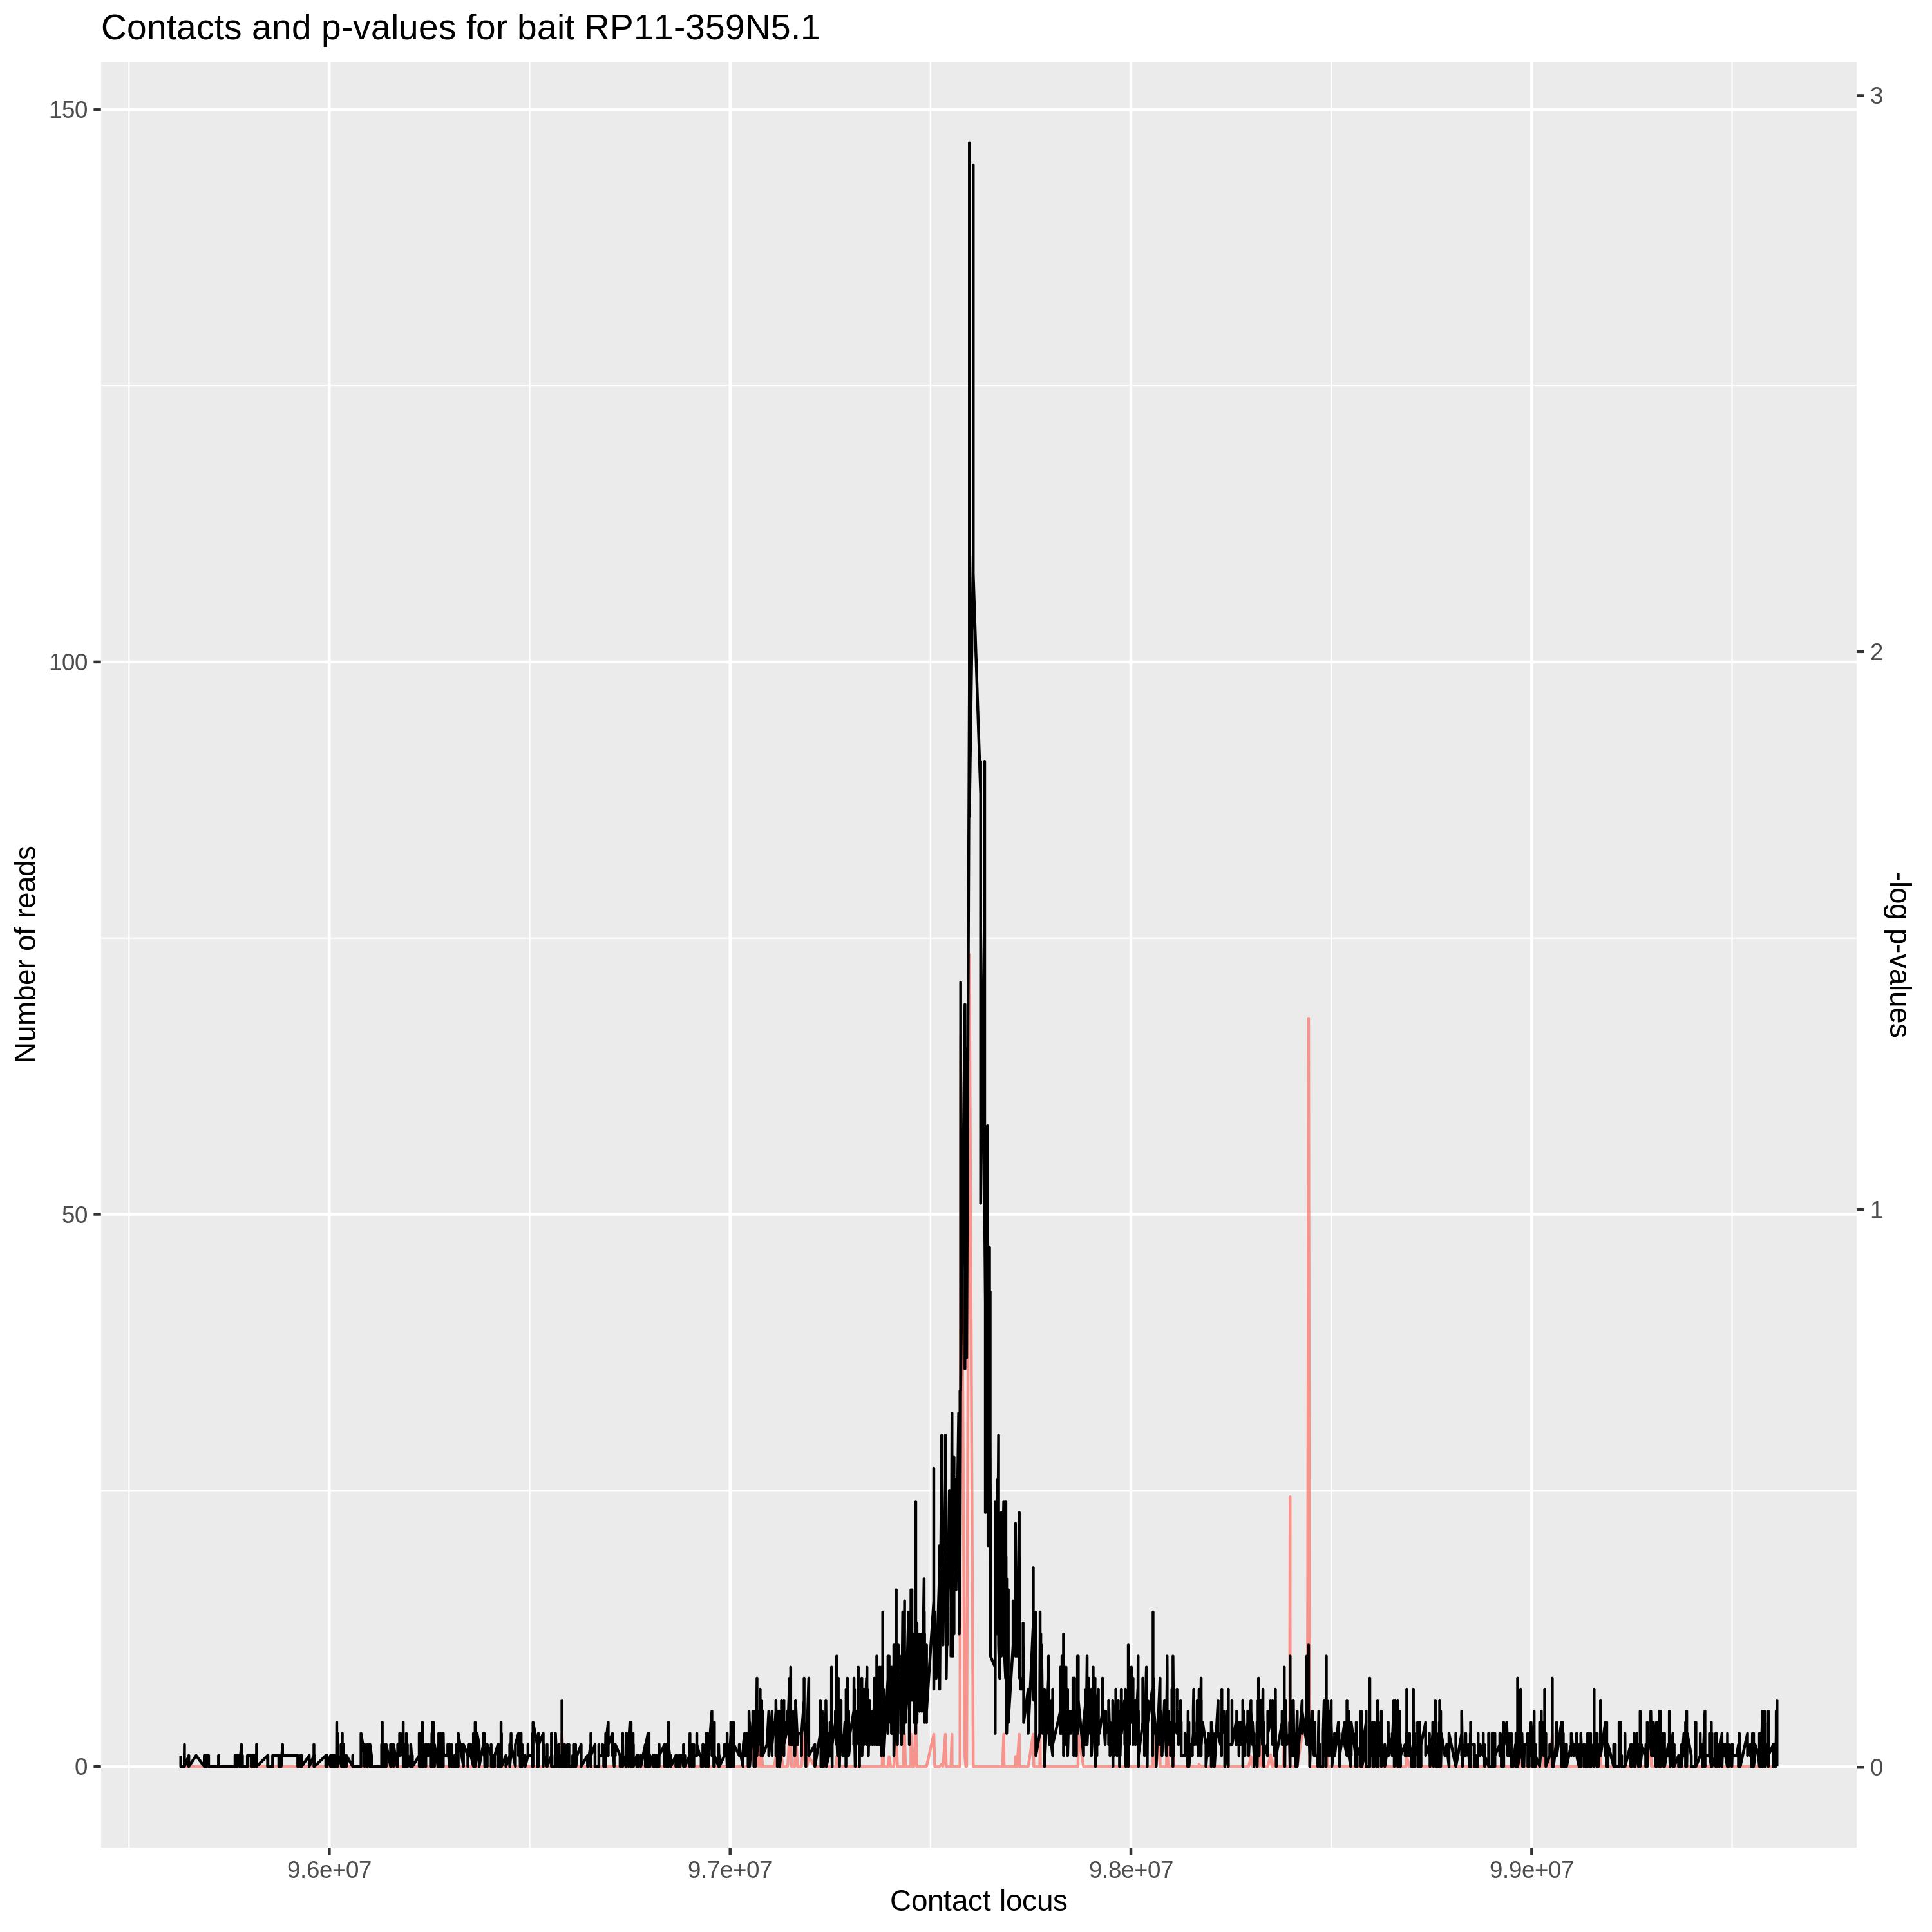 Contacts and p-values for bait RP11-359N5.1
150
100
50
0
Number of reads
3
2
1
0
-log p-values
9.6e+07
9.7e+07
9.8e+07
9.9e+07
Contact locus